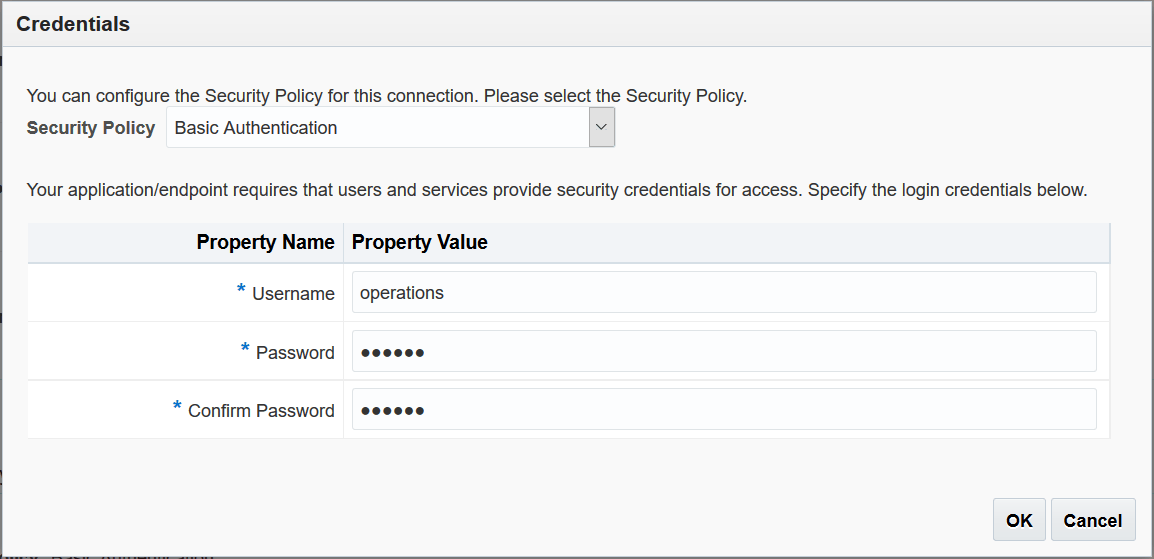 Credentials
You can configure the Security Policy for this connection. Please select the Security Policy.
Security Policy Basic Authentication
Your application/endpoint requires that users and services provide security credentials for access. Specify the login credentials below.
Property Name Property Value
* Username operations
* Password ●●●●●●
* Confirm Password ●●●●●●
OK Cancel